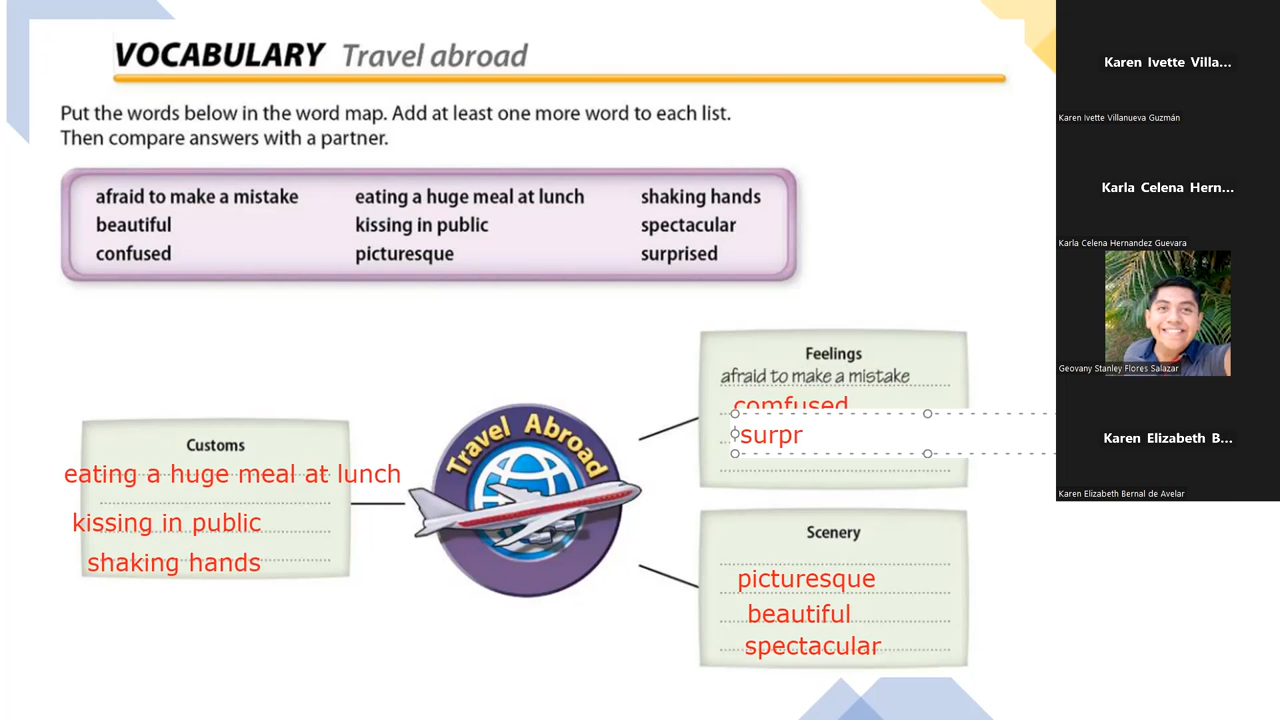 VOCABULARY Travel abroad
Put the words below in the word map. Add at least one more word to each list.
Then compare answers with a partner.
afraid to make a mistake
eating a huge meal at lunch
shaking hands
beautiful
kissing in public
spectacular
confused
picturesque
surprised
Customs
eating a huge meal at lunch
kissing in public
shaking hands
Travel Abroad
Feelings
afraid to make a mistake
comfused
surpr
Scenery
picturesque
beautiful
spectacular
Karen Ivette Villa...
Karen Ivette Villanueva Guzmán
Karla Celena Hern...
Karla Celena Hernandez Guevara
Geovany Stanley Flores Salazar
Karen Elizabeth B...
Karen Elizabeth Bernal de Avelar